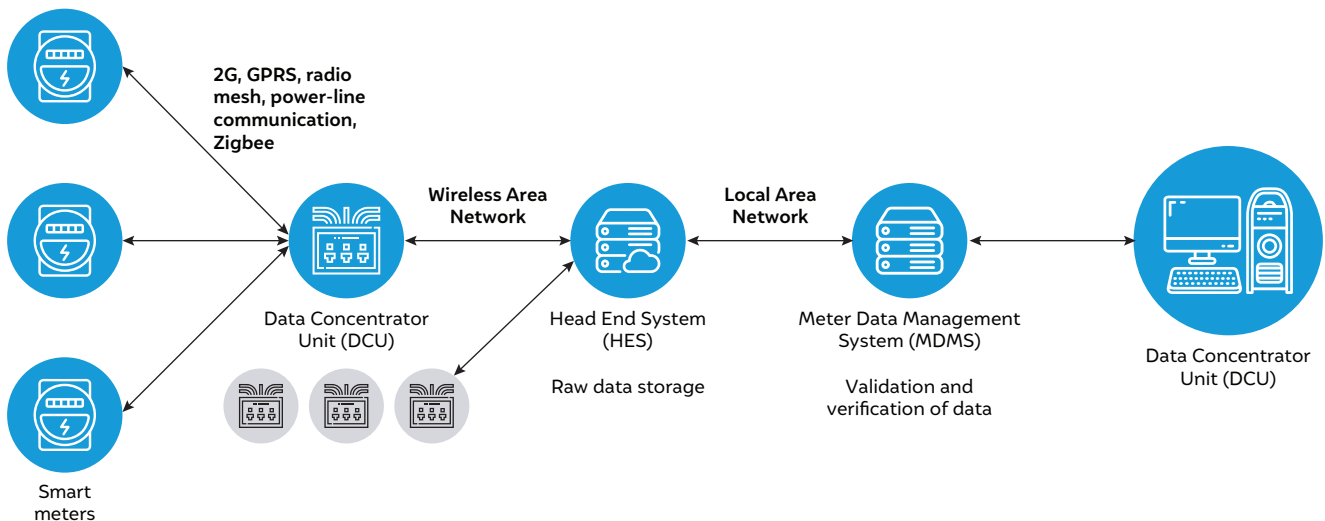 2G, GPRS, radio
mesh, power-line
communication,
Zigbee
Wireless Area
Network
Local Area
Network
Data Concentrator
Unit (DCU)
Head End System
(HES)
Raw data storage
Meter Data Management
System (MDMS)
Validation and
verification of data
Data Concentrator
Unit (DCU)
Smart
meters